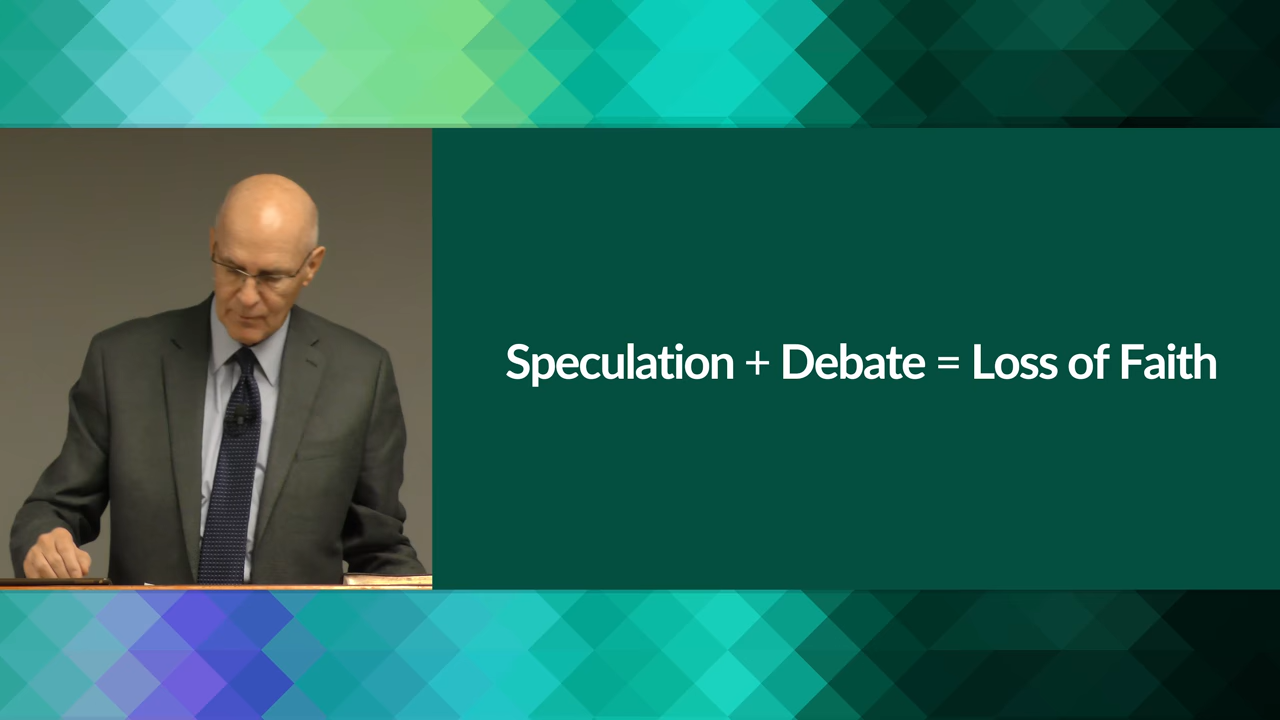 Speculation + Debate = Loss of Faith